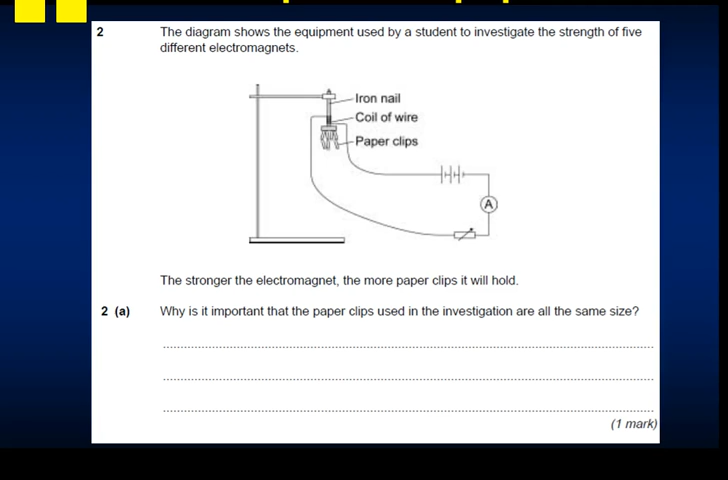 2
The diagram shows the equipment used by a student to investigate the strength of five
different electromagnets.
Iron nail
Coil of wire
Paper clips
A
The stronger the electromagnet, the more paper clips it will hold.
2 (a) Why is it important that the paper clips used in the investigation are all the same size?
(1 mark)